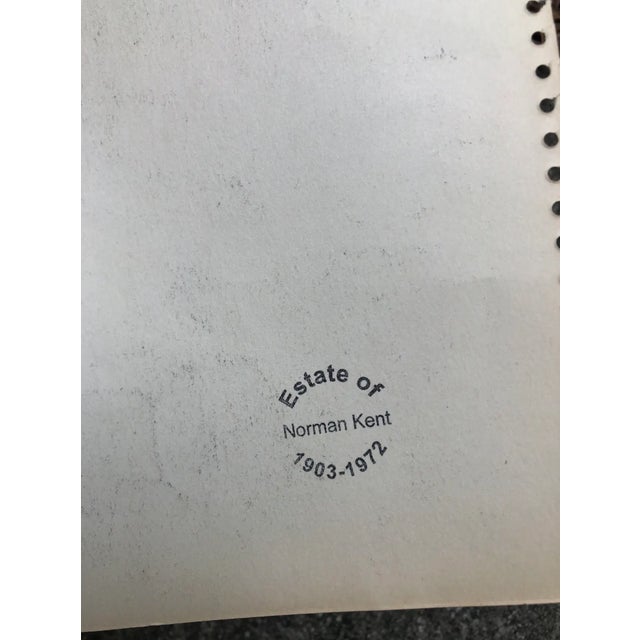 Estate of
Norman Kent
1903-1972